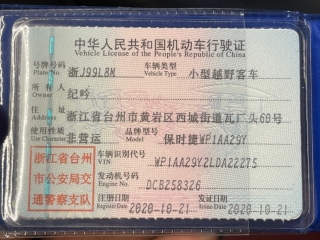 中华人民共和国机动车行驶证
Vehicle License of the People's Republic of China
号牌号码 浙J99L8M 车辆类型 小型越野客车
Plate No. Vehicle Type
所有人 纪昑
Owner
住址 浙江省台州市黄岩区西城街道瓦厂头60号
Address
使用性质 非营运 品牌型号 保时捷WP1AA29Y
Use Character Model
浙江省台州 车辆识别代号 WP1AA29Y2LDA22275
VIN
市公安局交 发动机号码 DCB258326
Engine No.
通警察支队 注册日期 2020-10-21 发证日期 2020-10-21
Register Date Issue Date